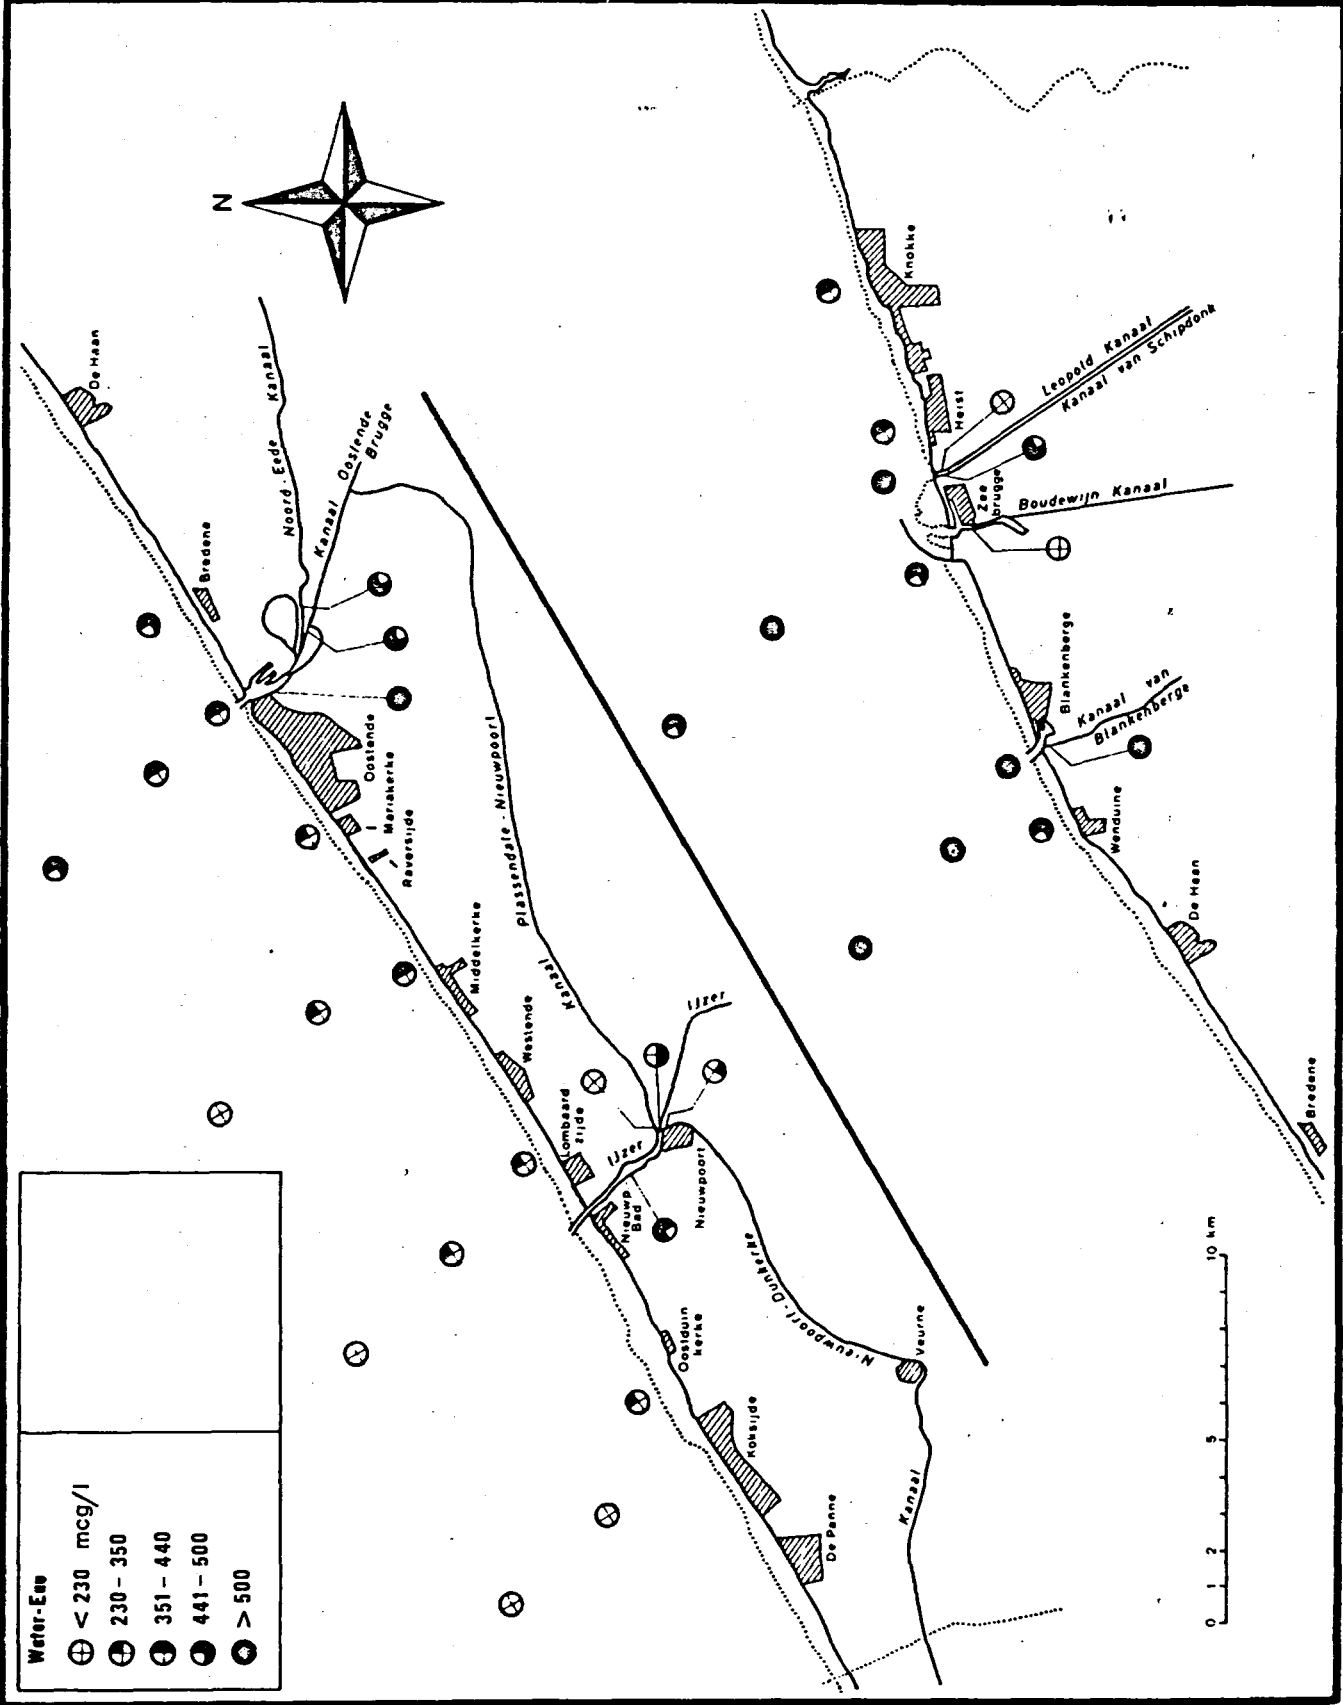 Water-Eau
< 230 mcg/l
230 - 350
351 - 440
441 - 500
> 500
N
De Haan
Bredene
Noord-Eede Kanaal
Kanaal Oostende
Brugge
Oostende
Mariakerke
Raversijde
Middelkerke
Westende
Lombaard
zijde
Kanaal Plassendale - Nieuwpoort
IJzer
IJzer
Nieuwp
Bad
Nieuwpoort
Oostduin
kerke
Koksijde
De Panne
Kanaal Nieuwpoort - Dunkerke
Veurne
Knokke
Heist
Leopold Kanaal
Kanaal van Schipdonk
Zee
brugge
Boudewijn Kanaal
Blankenberge
Kanaal van
Blankenberge
Wenduine
De Haan
Bredene
0 1 2 5 10 km